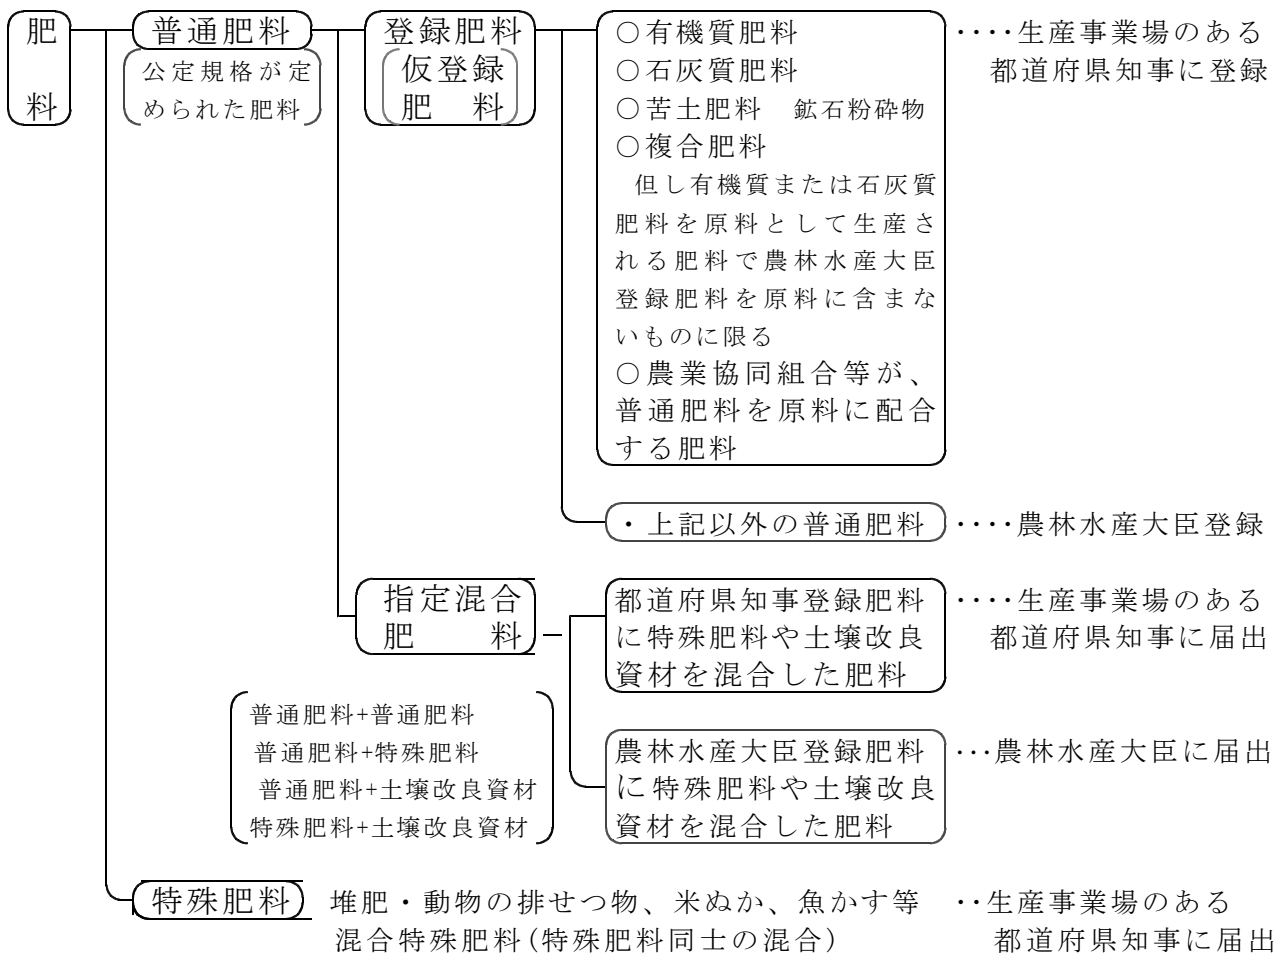 肥料
普通肥料
公定規格が定
められた肥料
登録肥料
仮登録
肥　料
○有機質肥料
○石灰質肥料
○苦土肥料　鉱石粉砕物
○複合肥料
但し有機質または石灰質
肥料を原料として生産さ
れる肥料で農林水産大臣
登録肥料を原料に含まな
いものに限る
○農業協同組合等が、
普通肥料を原料に配合
する肥料
････生産事業場のある
都道府県知事に登録
・上記以外の普通肥料
････農林水産大臣登録
指定混合
肥　　料
普通肥料+普通肥料
普通肥料+特殊肥料
普通肥料+土壌改良資材
特殊肥料+土壌改良資材
都道府県知事登録肥料
に特殊肥料や土壌改良
資材を混合した肥料
････生産事業場のある
都道府県知事に届出
農林水産大臣登録肥料
に特殊肥料や土壌改良
資材を混合した肥料
･･･農林水産大臣に届出
特殊肥料
堆肥・動物の排せつ物、米ぬか、魚かす等
混合特殊肥料(特殊肥料同士の混合)
･･生産事業場のある
都道府県知事に届出